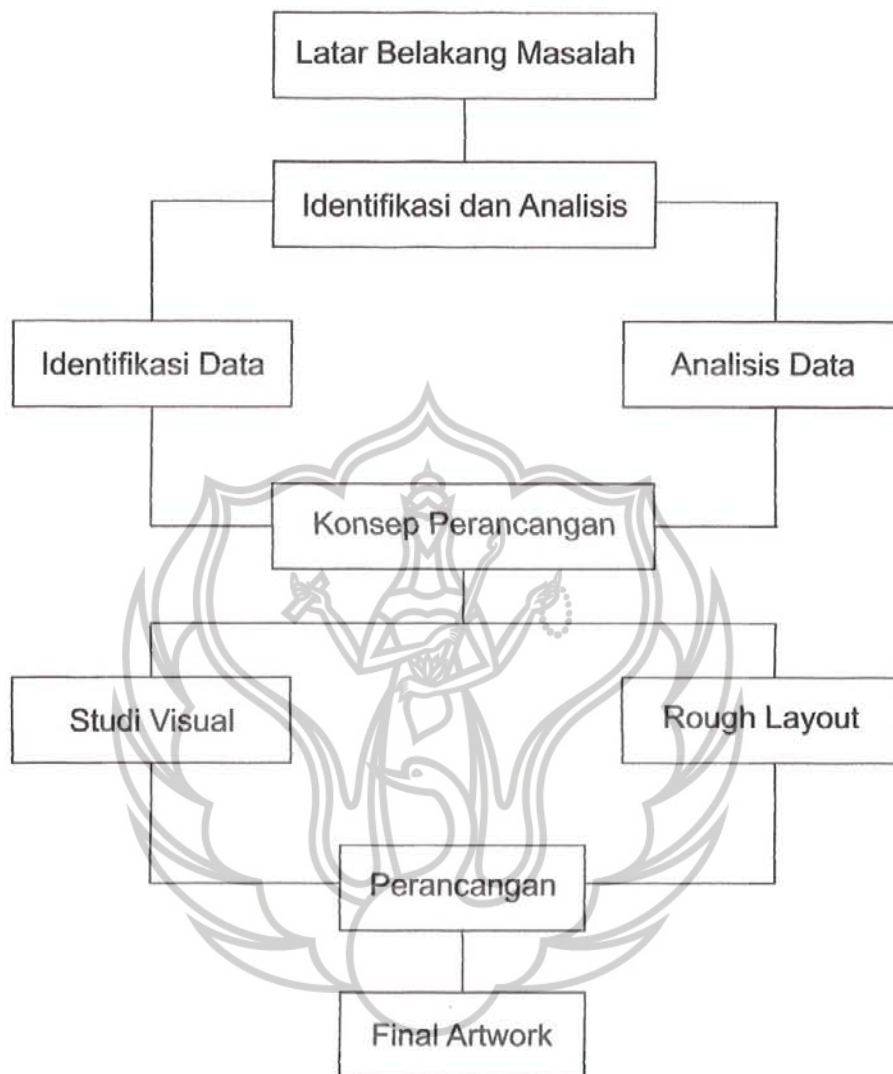 Latar Belakang Masalah
Identifikasi dan Analisis
Identifikasi Data
Analisis Data
Konsep Perancangan
Studi Visual
Rough Layout
Perancangan
Final Artwork